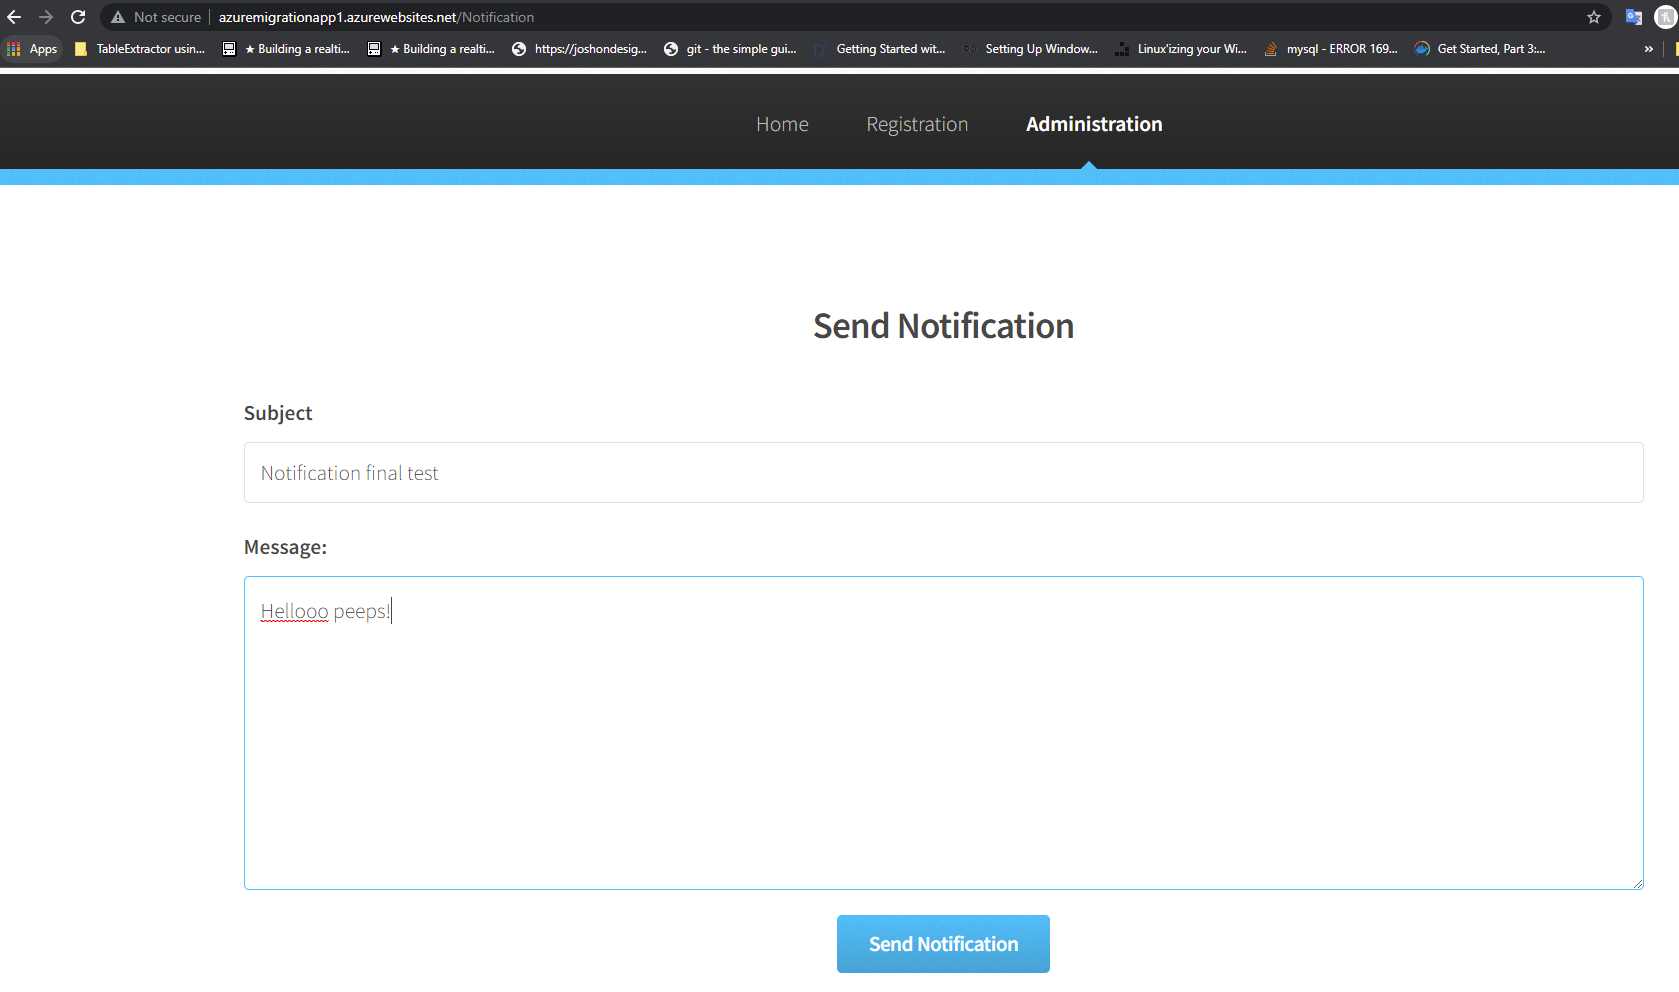 Not secure | azuremigrationapp1.azurewebsites.net/Notification
Apps TableExtractor usin... ★ Building a realti... ★ Building a realti... https://joshondesig... git - the simple gui... Getting Started wit... Setting Up Window... Linux'izing your Wi... mysql - ERROR 169... Get Started, Part 3:... »
Home Registration Administration
Send Notification
Subject
Notification final test
Message:
Hellooo peeps!
Send Notification